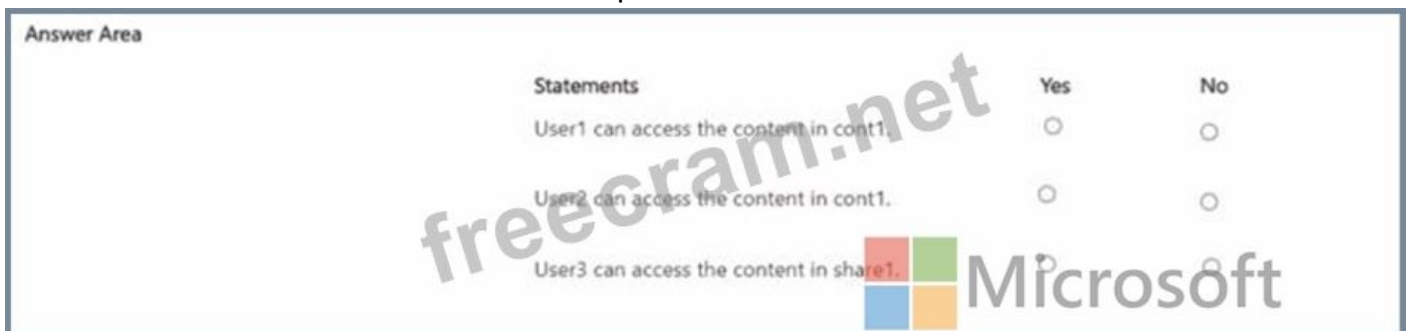 Answer Area
Statements Yes No
User1 can access the content in cont1.
User2 can access the content in cont1.
User3 can access the content in share1.
freecram.net
Microsoft